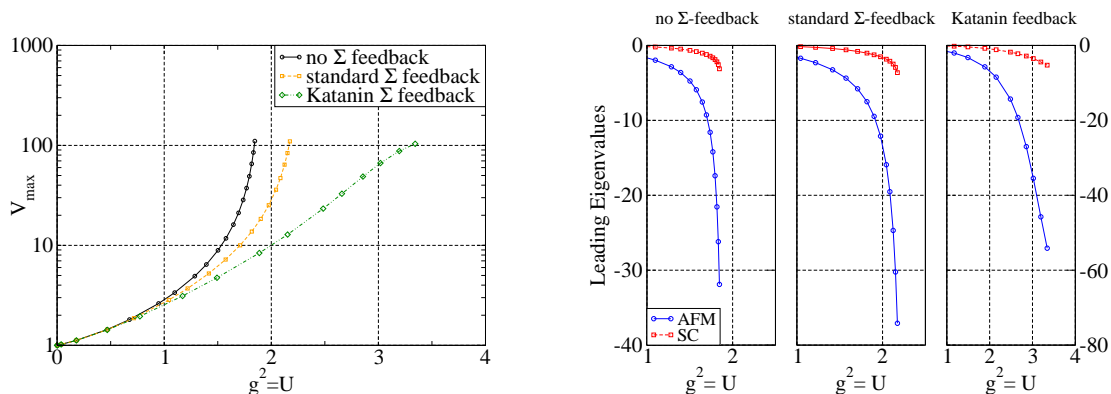 no Σ-feedback standard Σ-feedback Katanin feedback
1000
100
10
1
V_max
no Σ feedback
standard Σ feedback
Katanin Σ feedback
0 1 2 3 4
g²=U
0
-10
-20
-30
-40
Leading Eigenvalues
AFM
SC
1 2
g²= U
1 2
g²= U
1 2 3 4
g²= U
0
-20
-40
-60
-80